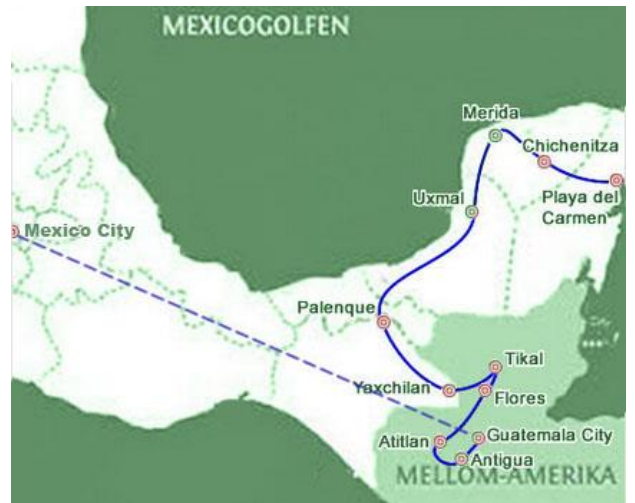 MEXICOGOLFEN
Merida
Chichenitza
Playa del
Carmen
Uxmal
Mexico City
Palenque
Tikal
Yaxchilan
Flores
Atitlan
Guatemala City
Antigua
MELLOM-AMERIKA